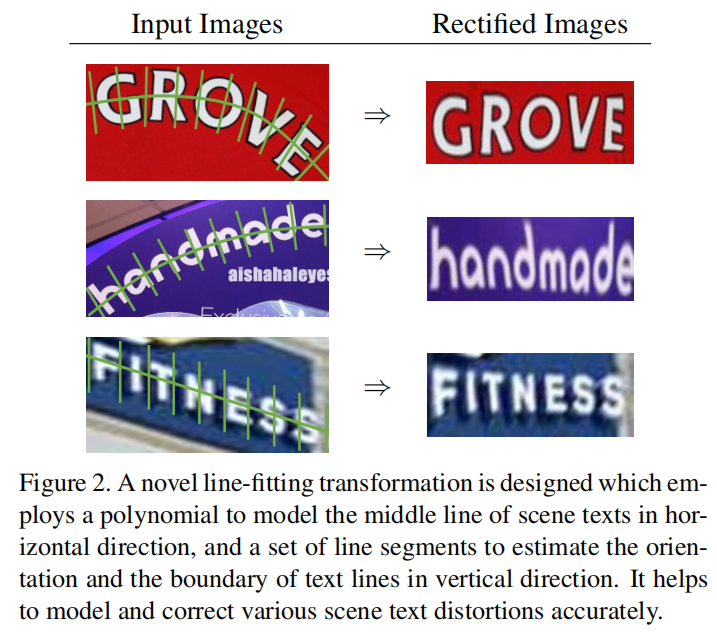 Input Images Rectified Images
GROVE ⇒ GROVE
handmade ⇒ handmade
aishahaleyes
Exclusive
FITNESS ⇒ FITNESS
Figure 2. A novel line-fitting transformation is designed which em-
ploys a polynomial to model the middle line of scene texts in hor-
izontal direction, and a set of line segments to estimate the orien-
tation and the boundary of text lines in vertical direction. It helps
to model and correct various scene text distortions accurately.